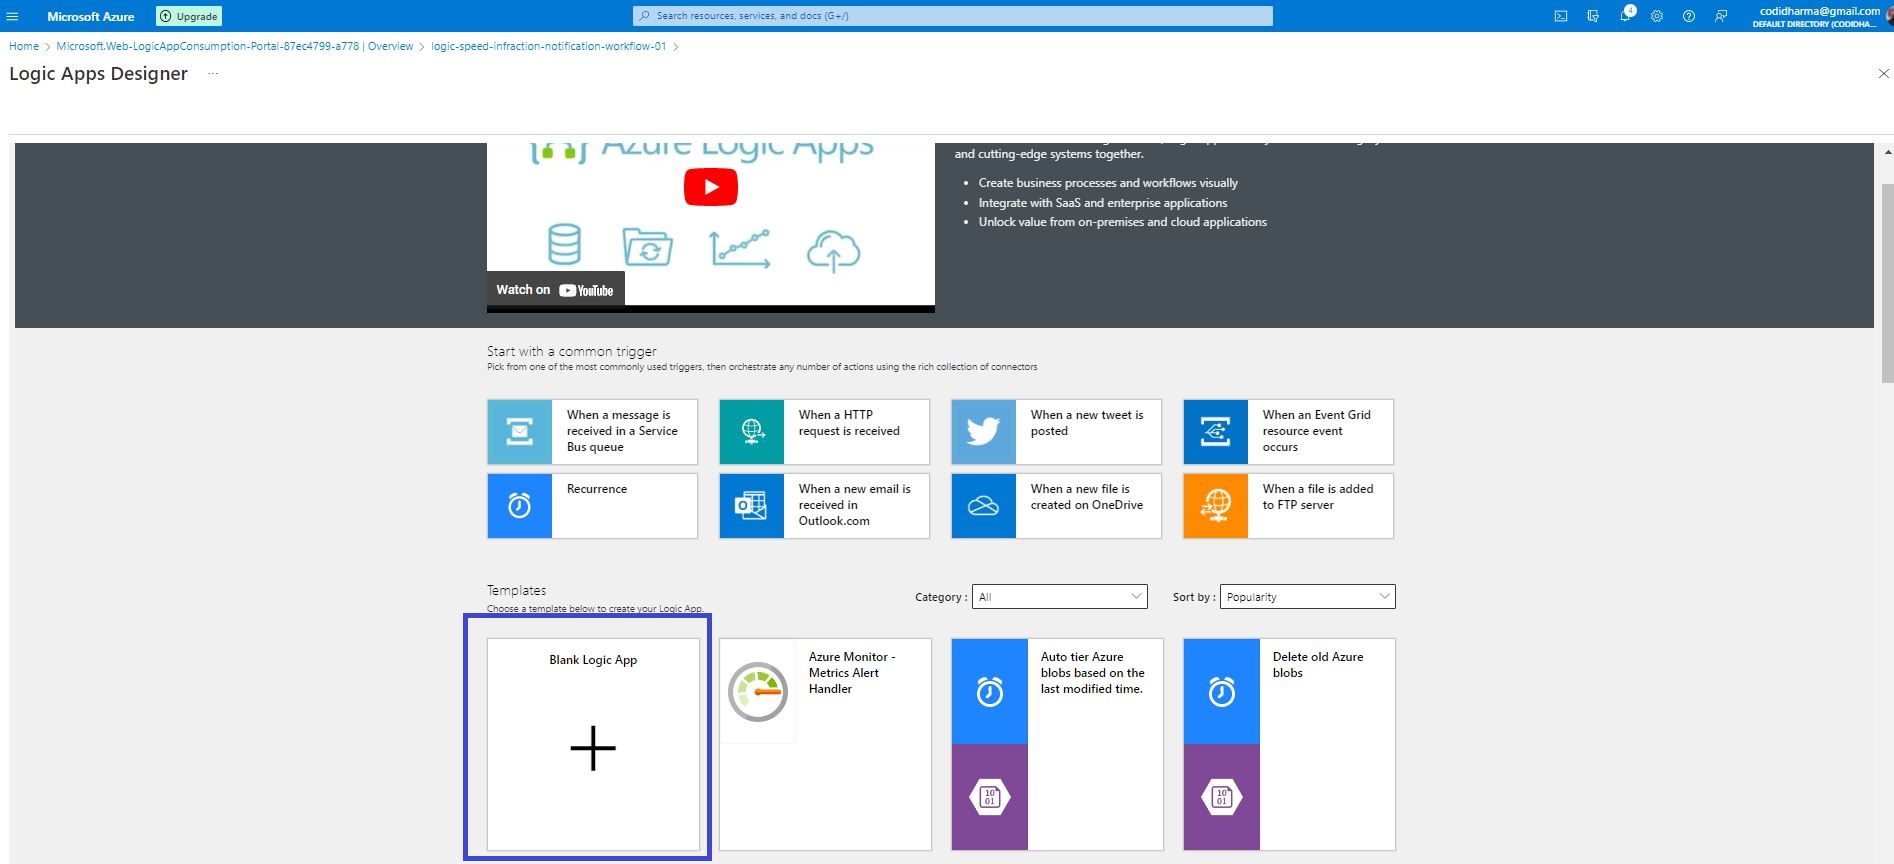 Microsoft Azure
Upgrade
Search resources, services, and docs (G+/)
4
codidharma@gmail.com
DEFAULT DIRECTORY (CODIDHA...
Home > Microsoft.Web-LogicAppConsumption-Portal-87ec4799-a778 | Overview > logic-speed-infraction-notification-workflow-01 >
Logic Apps Designer ...
Azure Logic Apps
and cutting-edge systems together.
• Create business processes and workflows visually
• Integrate with SaaS and enterprise applications
• Unlock value from on-premises and cloud applications
Watch on YouTube
Start with a common trigger
Pick from one of the most commonly used triggers, then orchestrate any number of actions using the rich collection of connectors
When a message is
received in a Service
Bus queue
When a HTTP
request is received
When a new tweet is
posted
When an Event Grid
resource event
occurs
Recurrence
When a new email is
received in
Outlook.com
When a new file is
created on OneDrive
When a file is added
to FTP server
Templates
Choose a template below to create your Logic App.
Category : All
Sort by : Popularity
Blank Logic App
Azure Monitor -
Metrics Alert
Handler
Auto tier Azure
blobs based on the
last modified time.
10
01
Delete old Azure
blobs
10
01